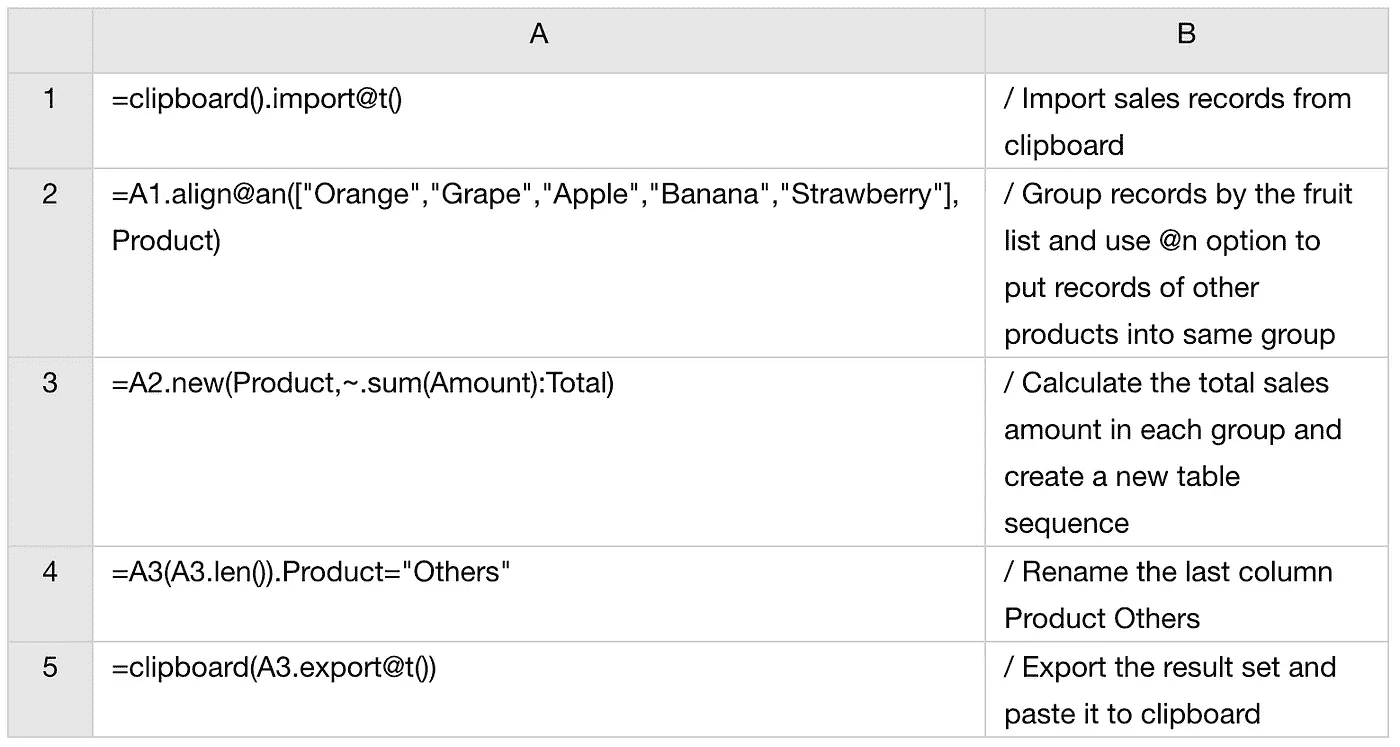 A B
1 =clipboard().import@t() / Import sales records from
clipboard
2 =A1.align@an(["Orange","Grape","Apple","Banana","Strawberry"], / Group records by the fruit
Product) list and use @n option to
put records of other
products into same group
3 =A2.new(Product,~.sum(Amount):Total) / Calculate the total sales
amount in each group and
create a new table
sequence
4 =A3(A3.len()).Product="Others" / Rename the last column
Product Others
5 =clipboard(A3.export@t()) / Export the result set and
paste it to clipboard